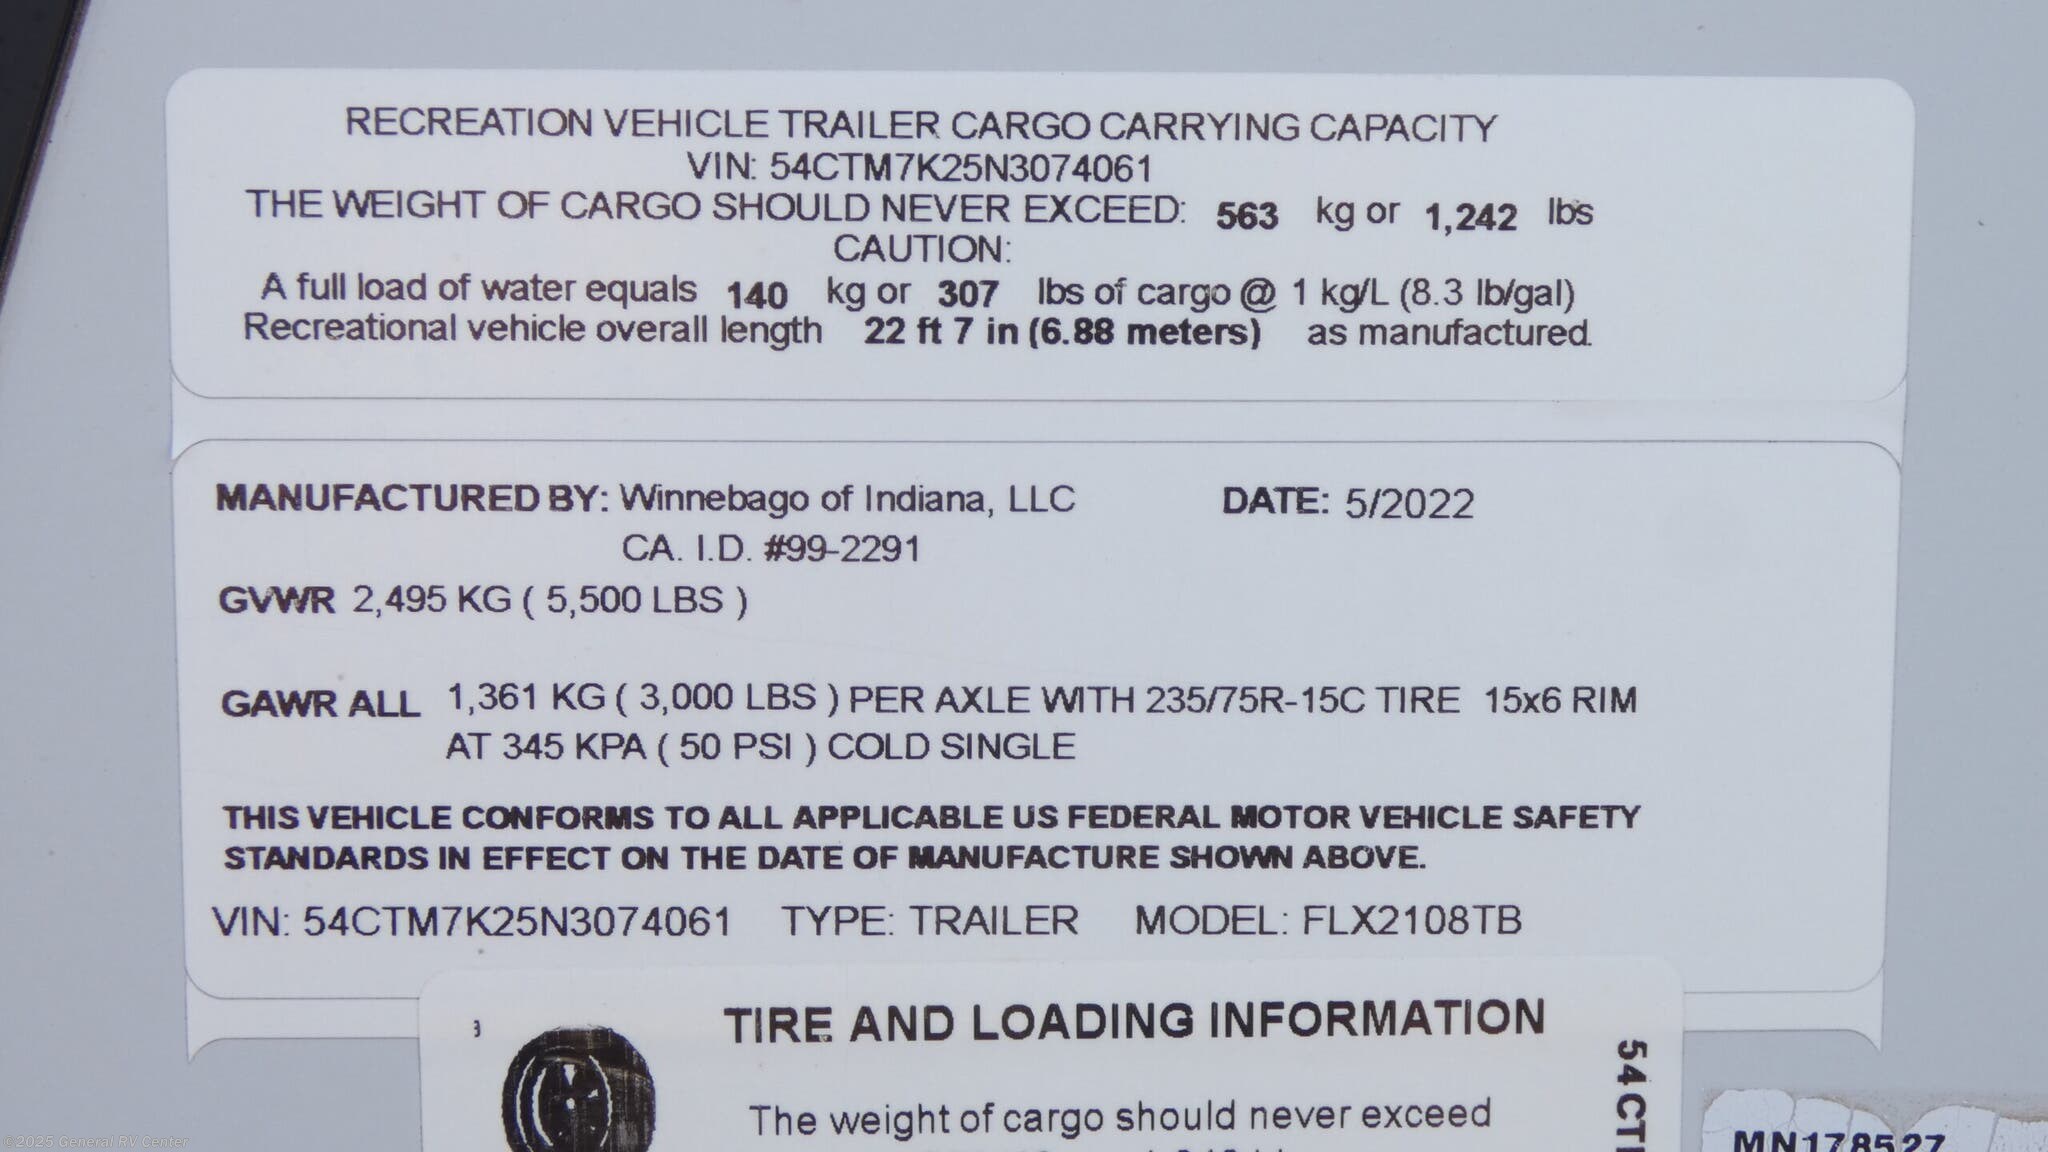 RECREATION VEHICLE TRAILER CARGO CARRYING CAPACITY
VIN: 54CTM7K25N3074061
THE WEIGHT OF CARGO SHOULD NEVER EXCEED: 563 kg or 1,242 lbs
CAUTION:
A full load of water equals 140 kg or 307 lbs of cargo @ 1 kg/L (8.3 lb/gal)
Recreational vehicle overall length 22 ft 7 in (6.88 meters) as manufactured.
MANUFACTURED BY: Winnebago of Indiana, LLC DATE: 5/2022
CA. I.D. #99-2291
GVWR 2,495 KG ( 5,500 LBS )
GAWR ALL 1,361 KG ( 3,000 LBS ) PER AXLE WITH 235/75R-15C TIRE 15x6 RIM
AT 345 KPA ( 50 PSI ) COLD SINGLE
THIS VEHICLE CONFORMS TO ALL APPLICABLE US FEDERAL MOTOR VEHICLE SAFETY
STANDARDS IN EFFECT ON THE DATE OF MANUFACTURE SHOWN ABOVE.
VIN: 54CTM7K25N3074061 TYPE: TRAILER MODEL: FLX2108TB
TIRE AND LOADING INFORMATION
The weight of cargo should never exceed
54CT
MN178527
©2025 General RV Center